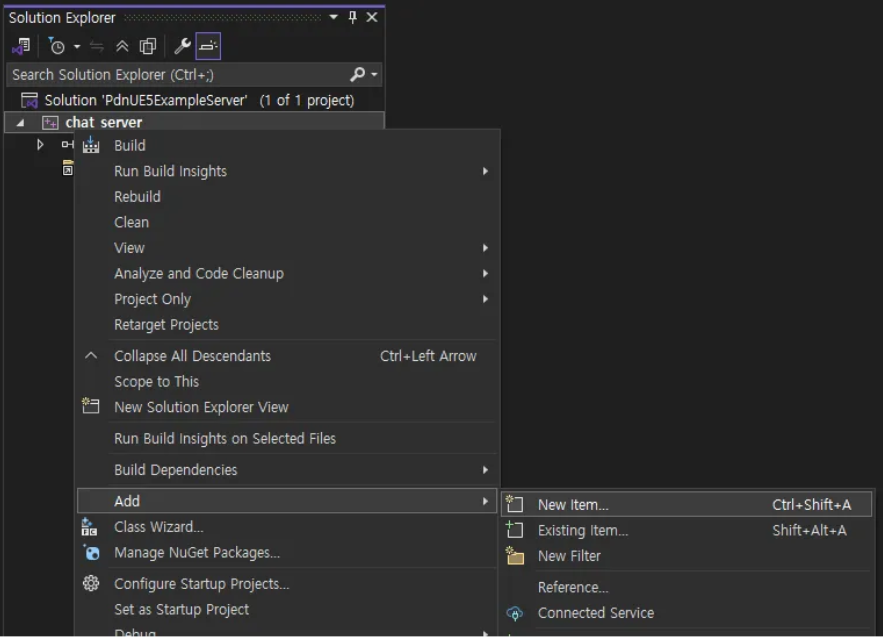 Solution Explorer
Search Solution Explorer (Ctrl+;)
Solution 'PdnUE5ExampleServer' (1 of 1 project)
chat server
Build
Run Build Insights
Rebuild
Clean
View
Analyze and Code Cleanup
Project Only
Retarget Projects
Collapse All Descendants Ctrl+Left Arrow
Scope to This
New Solution Explorer View
Run Build Insights on Selected Files
Build Dependencies
Add
New Item... Ctrl+Shift+A
Class Wizard...
Existing Item... Shift+Alt+A
Manage NuGet Packages...
New Filter
Configure Startup Projects...
Reference...
Set as Startup Project
Connected Service
Debug